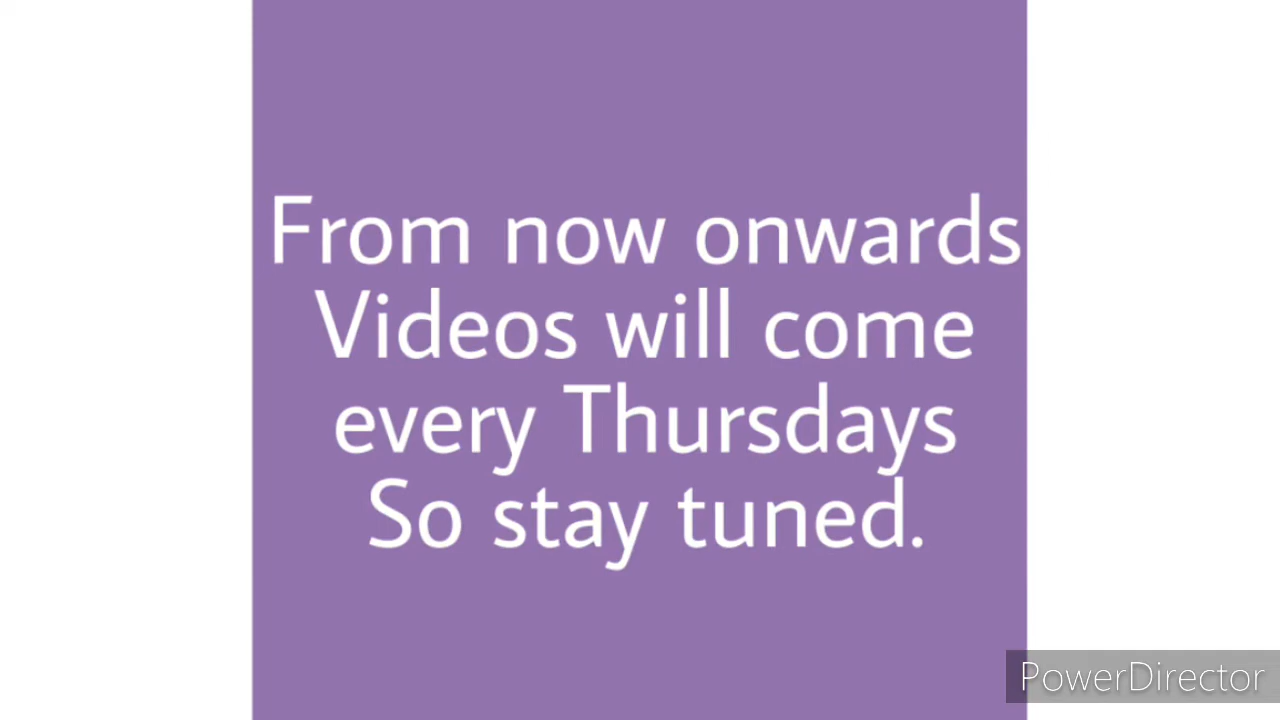 From now onwards
Videos will come
every Thursdays
So stay tuned.
PowerDirector